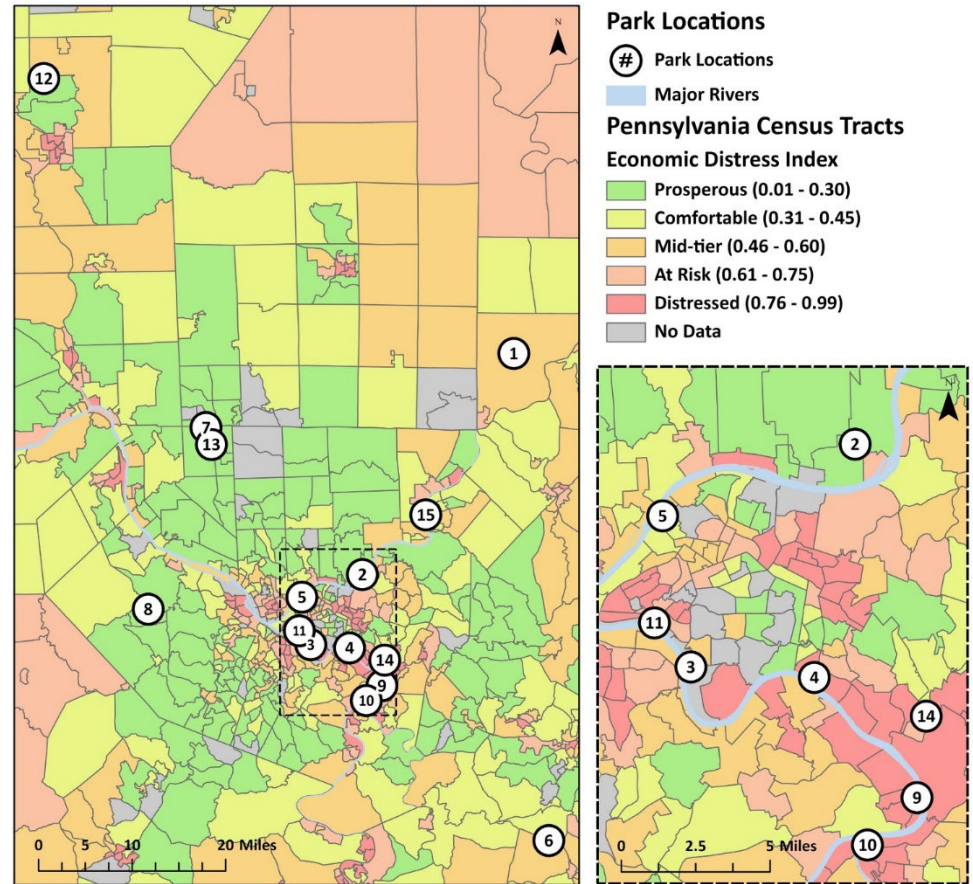 Park Locations
# Park Locations
Major Rivers
Pennsylvania Census Tracts
Economic Distress Index
Prosperous (0.01 - 0.30)
Comfortable (0.31 - 0.45)
Mid-tier (0.46 - 0.60)
At Risk (0.61 - 0.75)
Distressed (0.76 - 0.99)
No Data
N
12
1
7
13
15
2
8
5
11
3
4
14
9
10
6
0 5 10 20 Miles
N
N
2
5
11
3
4
14
9
10
0 2.5 5 Miles